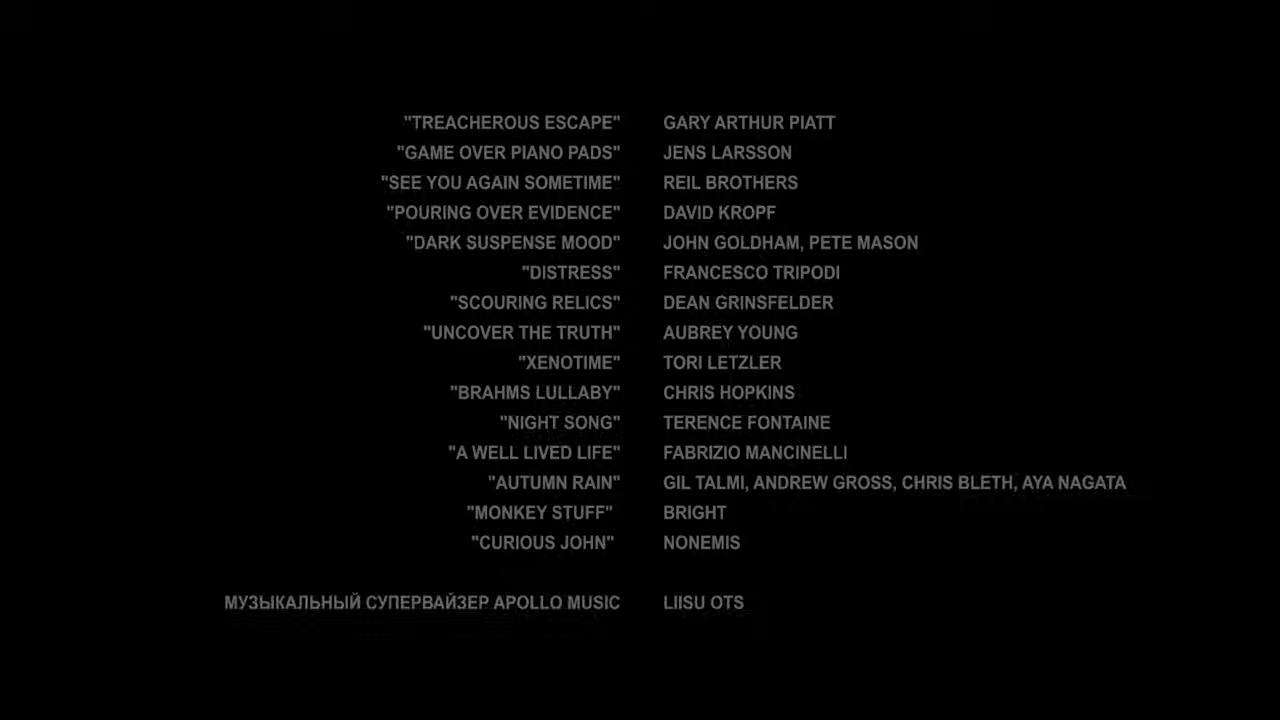 "TREACHEROUS ESCAPE" GARY ARTHUR PIATT
"GAME OVER PIANO PADS" JENS LARSSON
"SEE YOU AGAIN SOMETIME" REIL BROTHERS
"POURING OVER EVIDENCE" DAVID KROPF
"DARK SUSPENSE MOOD" JOHN GOLDHAM, PETE MASON
"DISTRESS" FRANCESCO TRIPODI
"SCOURING RELICS" DEAN GRINSFELDER
"UNCOVER THE TRUTH" AUBREY YOUNG
"XENOTIME" TORI LETZLER
"BRAHMS LULLABY" CHRIS HOPKINS
"NIGHT SONG" TERENCE FONTAINE
"A WELL LIVED LIFE" FABRIZIO MANCINELLI
"AUTUMN RAIN" GIL TALMI, ANDREW GROSS, CHRIS BLETH, AYA NAGATA
"MONKEY STUFF" BRIGHT
"CURIOUS JOHN" NONEMIS
МУЗЫКАЛЬНЫЙ СУПЕРВАЙЗЕР APOLLO MUSIC LIISU OTS